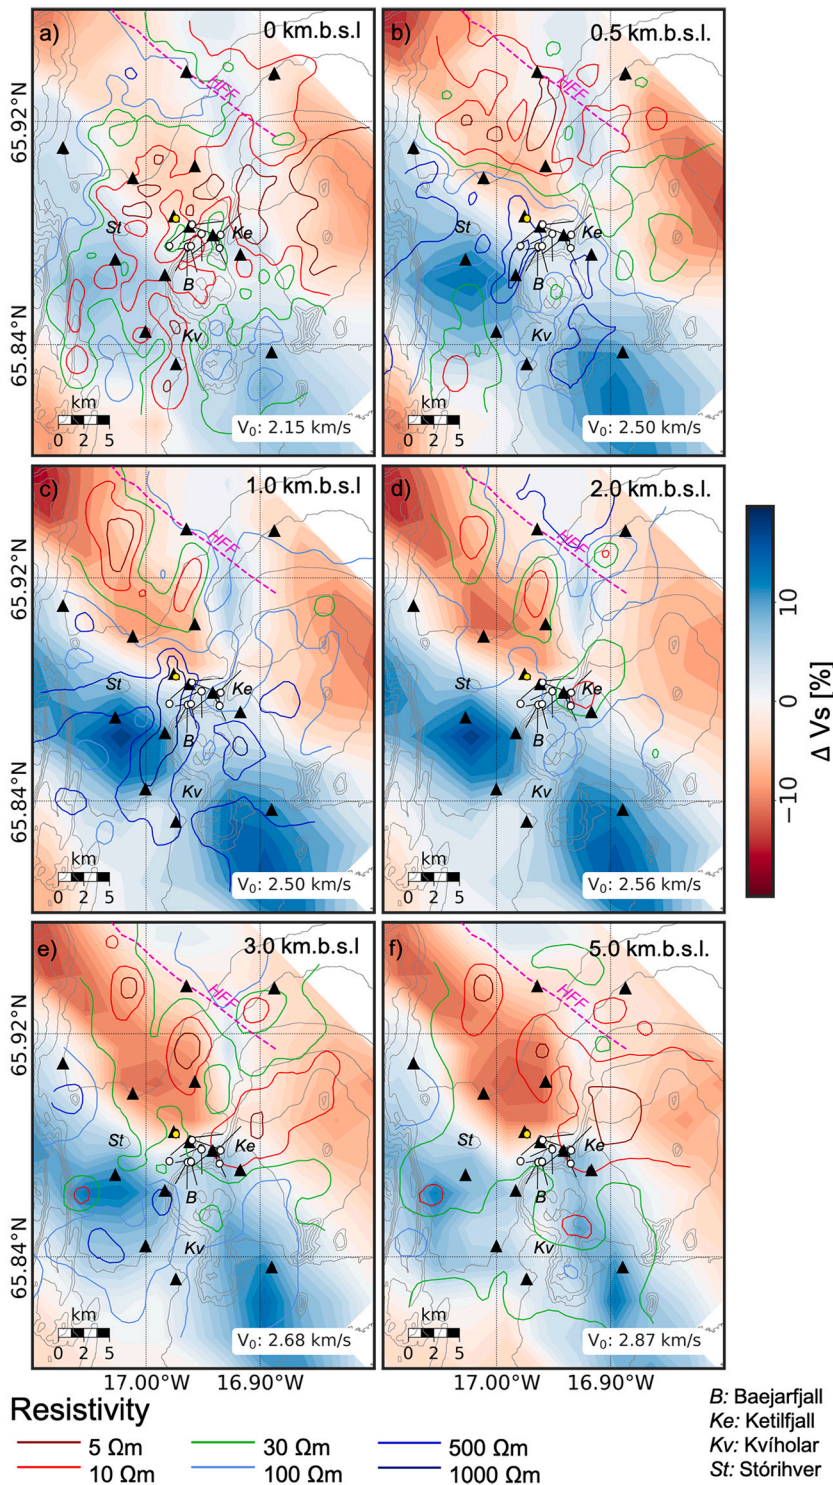 a) 0 km.b.s.l
HFF
65.92°N
St
Ke
B
Kv
65.84°N
km
0 2 5
V₀: 2.15 km/s
b) 0.5 km.b.s.l.
HFF
St
Ke
B
Kv
km
0 2 5
V₀: 2.50 km/s
c) 1.0 km.b.s.l
HFF
65.92°N
St
Ke
B
Kv
65.84°N
km
0 2 5
V₀: 2.50 km/s
d) 2.0 km.b.s.l.
HFF
St
Ke
B
Kv
km
0 2 5
V₀: 2.56 km/s
10
0
−10
Δ Vs [%]
e) 3.0 km.b.s.l
HFF
65.92°N
St
Ke
B
Kv
65.84°N
km
0 2 5
V₀: 2.68 km/s
17.00°W 16.90°W
f) 5.0 km.b.s.l
HFF
St
Ke
B
Kv
km
0 2 5
V₀: 2.87 km/s
17.00°W 16.90°W
Resistivity
5 Ωm 30 Ωm 500 Ωm
10 Ωm 100 Ωm 1000 Ωm
B: Baejarfjall
Ke: Ketilfjall
Kv: Kvíholar
St: Stórihver